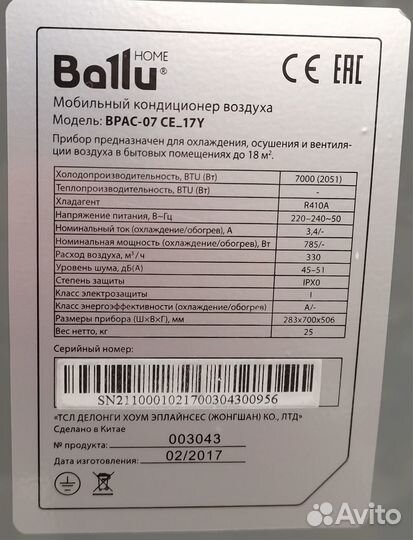 Ballu® HOME
CE EAC
Мобильный кондиционер воздуха
Модель: BPAC-07 CE_17Y
Прибор предназначен для охлаждения, осушения и вентиля-
ции воздуха в бытовых помещениях до 18 м².
Холодопроизводительность, BTU (Вт) 7000 (2051)
Теплопроизводительность, BTU (Вт) -
Хладагент R410A
Напряжение питания, В~Гц 220~240~50
Номинальный ток (охлаждение/обогрев), А 3,4/-
Номинальная мощность (охлаждение/обогрев), Вт 785/-
Расход воздуха, м³/ч 330
Уровень шума, дБ(А) 45–51
Степень защиты IPX0
Класс электрозащиты I
Класс энергоэффективности (охлаждение/обогрев) A/-
Размеры прибора (Ш×В×Г), мм 283×700×506
Вес нетто, кг 25
Серийный номер:
SN2110001021700304300956
«ТСЛ ДЕЛОНГИ ХОУМ ЭПЛАЙНСЕС (ЖОНГШАН) КО., ЛТД»
Сделано в Китае
№ продукта: 003043
Дата изготовления: 02/2017
Avito